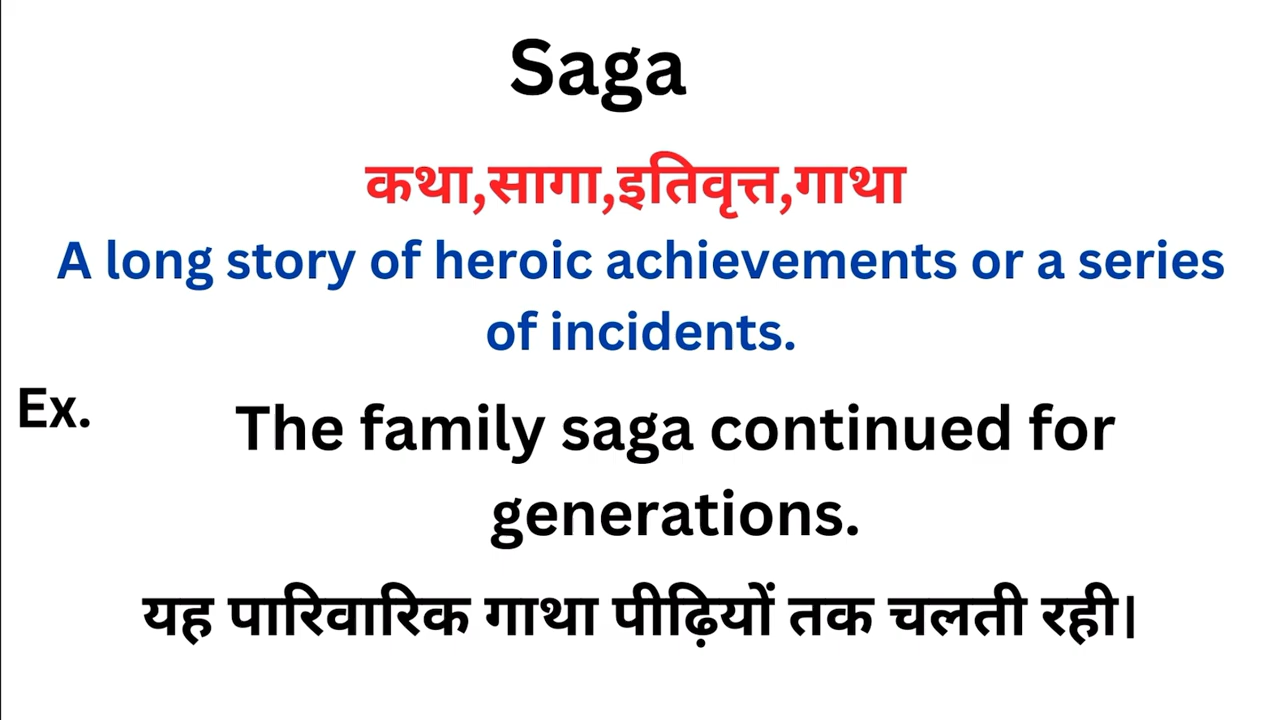 Saga
कथा,सागा,इतिवृत्त,गाथा
A long story of heroic achievements or a series
of incidents.
Ex.
The family saga continued for
generations.
यह पारिवारिक गाथा पीढ़ियों तक चलती रही।